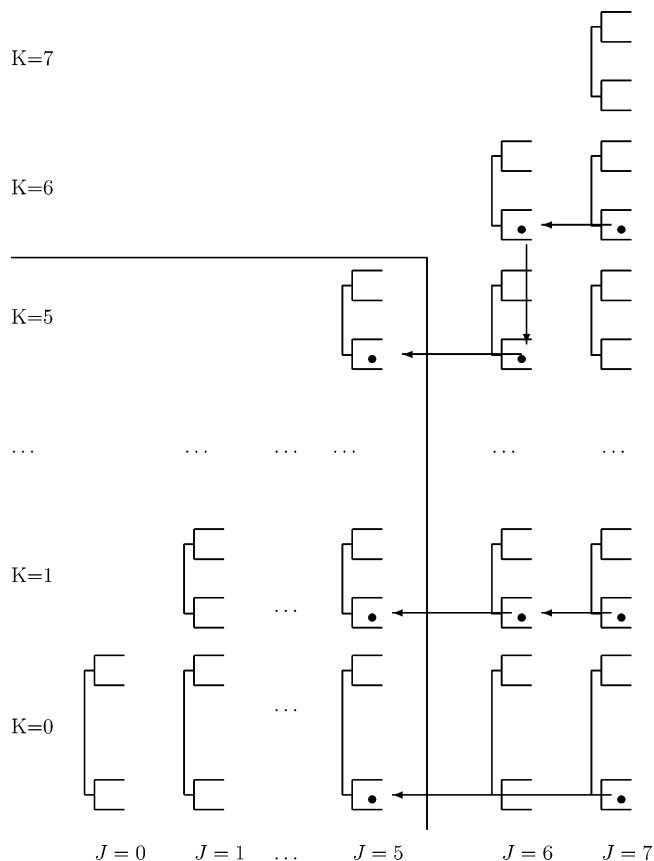 K=7
K=6
K=5
... ... ... ... ... ...
K=1
...
...
K=0
J = 0 J = 1 ... J = 5 J = 6 J = 7